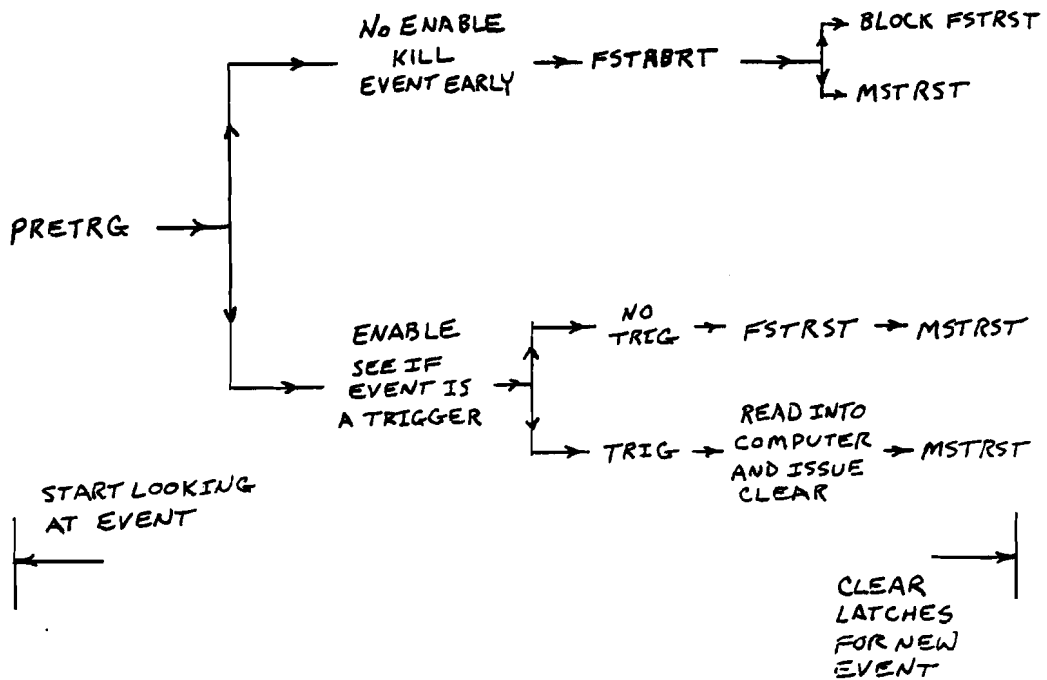 NO ENABLE
KILL
EVENT EARLY
FSTABRT
BLOCK FSTRST
MSTRST
PRETRG
ENABLE
SEE IF
EVENT IS
A TRIGGER
NO
TRIG
FSTRST
MSTRST
TRIG
READ INTO
COMPUTER
AND ISSUE
CLEAR
MSTRST
START LOOKING
AT EVENT
CLEAR
LATCHES
FOR NEW
EVENT